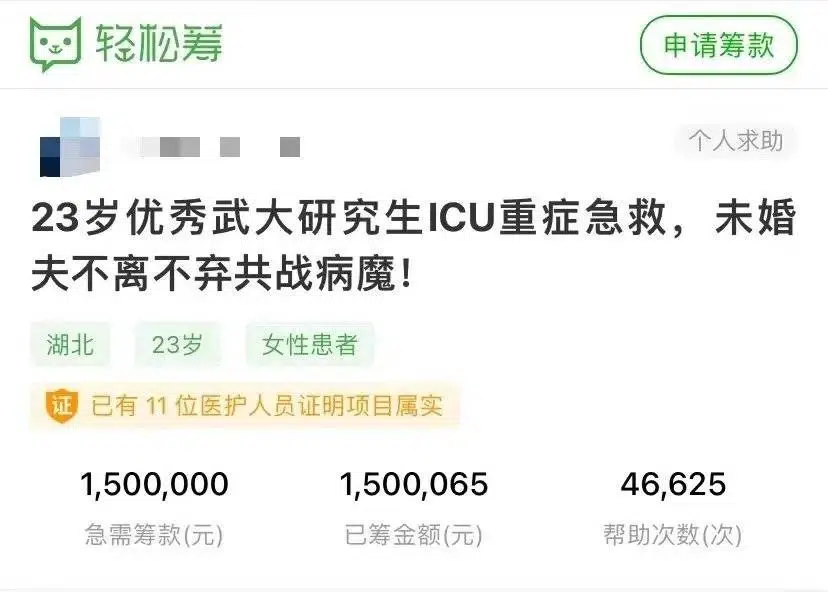 轻松筹
申请筹款
个人求助
23岁优秀武大研究生ICU重症急救，未婚
夫不离不弃共战病魔！
湖北 23岁 女性患者
证 已有 11 位医护人员证明项目属实
1,500,000 1,500,065 46,625
急需筹款(元) 已筹金额(元) 帮助次数(次)